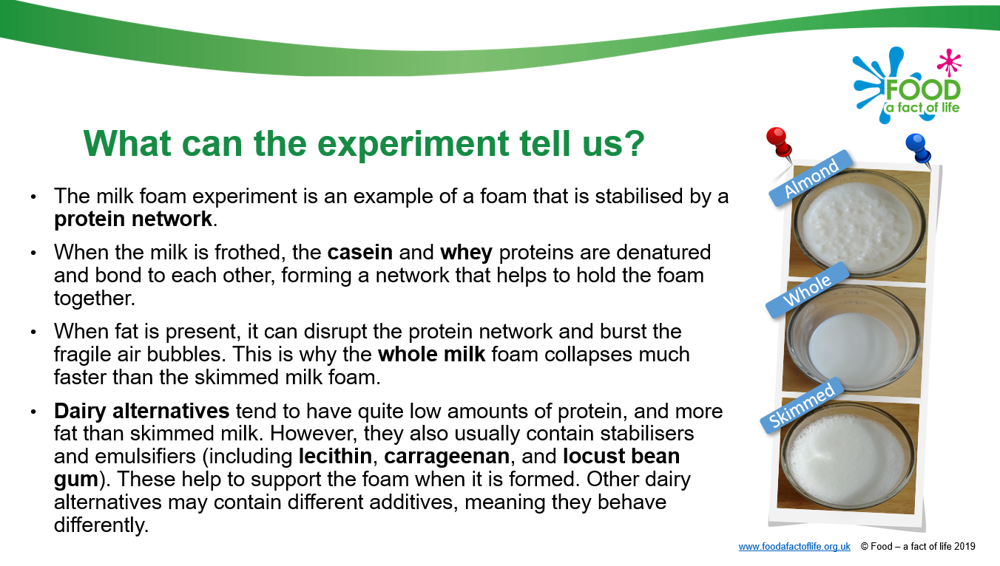 FOOD
a fact of life
What can the experiment tell us?
• The milk foam experiment is an example of a foam that is stabilised by a
protein network.
• When the milk is frothed, the casein and whey proteins are denatured
and bond to each other, forming a network that helps to hold the foam
together.
• When fat is present, it can disrupt the protein network and burst the
fragile air bubbles. This is why the whole milk foam collapses much
faster than the skimmed milk foam.
• Dairy alternatives tend to have quite low amounts of protein, and more
fat than skimmed milk. However, they also usually contain stabilisers
and emulsifiers (including lecithin, carrageenan, and locust bean
gum). These help to support the foam when it is formed. Other dairy
alternatives may contain different additives, meaning they behave
differently.
Almond
Whole
Skimmed
www.foodafactoflife.org.uk © Food – a fact of life 2019